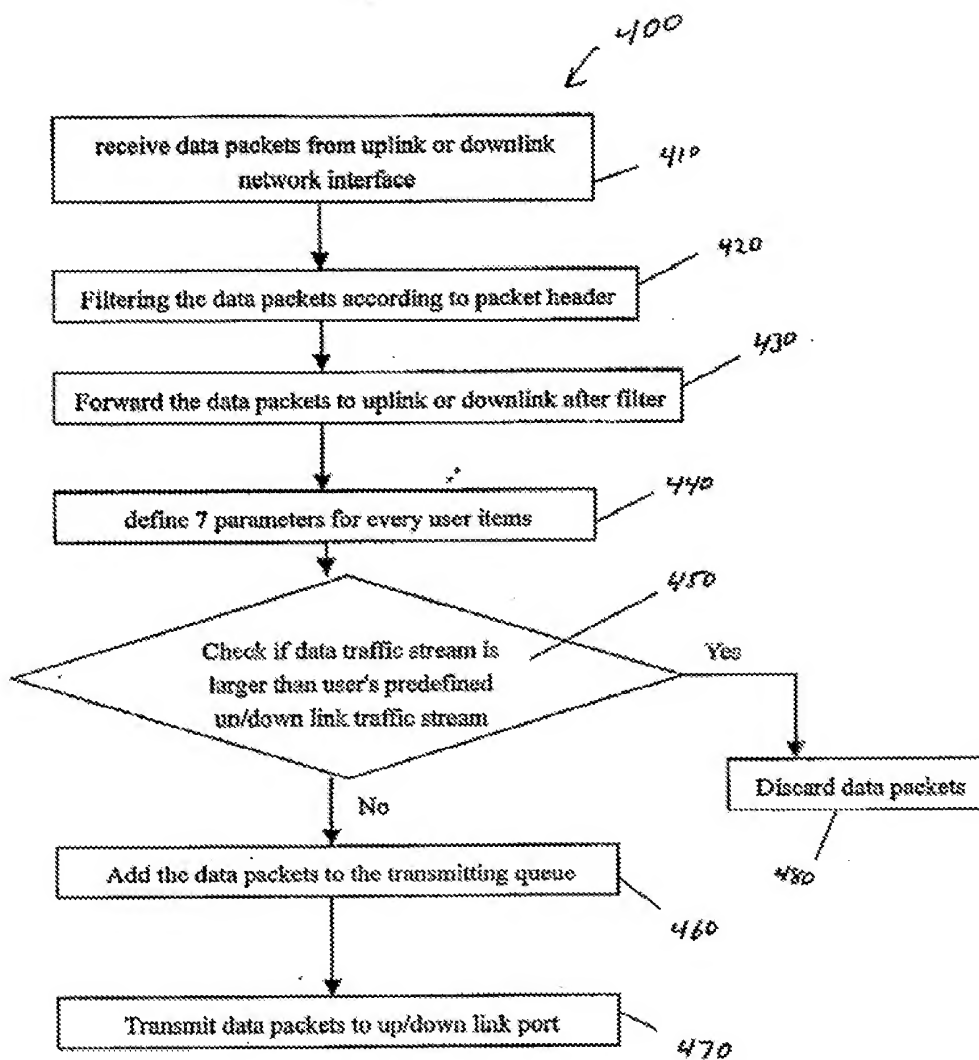 400
receive data packets from uplink or downlink
network interface
410
420
Filtering the data packets according to packet header
430
Forward the data packets to uplink or downlink after filter
440
define 7 parameters for every user items
450
Check if data traffic stream is
larger than user's predefined
up/down link traffic stream
Yes
Discard data packets
480
No
Add the data packets to the transmitting queue
460
Transmit data packets to up/down link port
470